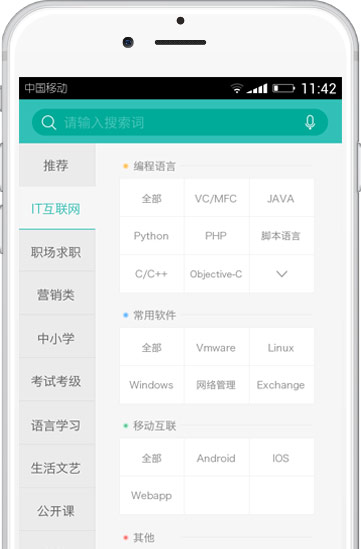 中国移动 11:42
请输入搜索词
推荐
IT互联网
职场求职
营销类
中小学
考试考级
语言学习
生活文艺
公开课
编程语言
全部 VC/MFC JAVA
Python PHP 脚本语言
C/C++ Objective-C
常用软件
全部 Vmware Linux
Windows 网络管理 Exchange
移动互联
全部 Android IOS
Webapp
其他